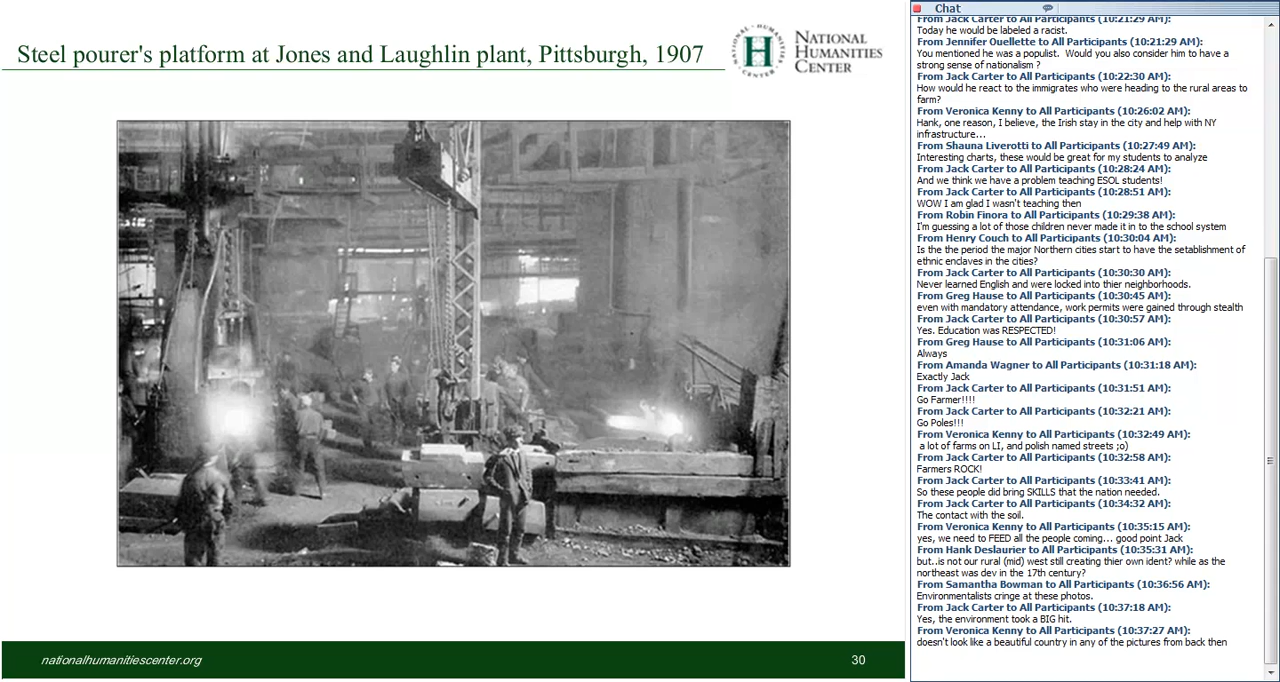 Steel pourer's platform at Jones and Laughlin plant, Pittsburgh, 1907
NATIONAL HUMANITIES CENTER
H
NATIONAL
HUMANITIES
CENTER
nationalhumanitiescenter.org
30
Chat
From Jack Carter to All Participants (10:21:29 AM):
Today he would be labeled a racist.
From Jennifer Ouellette to All Participants (10:21:29 AM):
You mentioned he was a populist.  Would you also consider him to have a
strong sense of nationalism ?
From Jack Carter to All Participants (10:22:30 AM):
How would he react to the immigrates who were heading to the rural areas to
farm?
From Veronica Kenny to All Participants (10:26:02 AM):
Hank, one reason, I believe, the Irish stay in the city and help with NY
infrastructure...
From Shauna Liverotti to All Participants (10:27:49 AM):
Interesting charts, these would be great for my students to analyze
From Jack Carter to All Participants (10:28:24 AM):
And we think we have a problem teaching ESOL students!
From Jack Carter to All Participants (10:28:51 AM):
WOW I am glad I wasn't teaching then
From Robin Finora to All Participants (10:29:38 AM):
I'm guessing a lot of those children never made it in to the school system
From Henry Couch to All Participants (10:30:04 AM):
Is the the period the major Northern cities start to have the setablishment of
ethnic enclaves in the cities?
From Jack Carter to All Participants (10:30:30 AM):
Never learned English and were locked into thier neighborhoods.
From Greg Hause to All Participants (10:30:45 AM):
even with mandatory attendance, work permits were gained through stealth
From Jack Carter to All Participants (10:30:57 AM):
Yes. Education was RESPECTED!
From Greg Hause to All Participants (10:31:06 AM):
Always
From Amanda Wagner to All Participants (10:31:18 AM):
Exactly Jack
From Jack Carter to All Participants (10:31:51 AM):
Go Farmer!!!!
From Jack Carter to All Participants (10:32:21 AM):
Go Poles!!!
From Veronica Kenny to All Participants (10:32:49 AM):
a lot of farms on LI, and polish named streets ;o)
From Jack Carter to All Participants (10:32:58 AM):
Farmers ROCK!
From Jack Carter to All Participants (10:33:41 AM):
So these people did bring SKILLS that the nation needed.
From Jack Carter to All Participants (10:34:32 AM):
The contact with the soil.
From Veronica Kenny to All Participants (10:35:15 AM):
yes, we need to FEED all the people coming... good point Jack
From Hank Deslaurier to All Participants (10:35:31 AM):
but..is not our rural (mid) west still creating thier own ident? while as the
northeast was dev in the 17th century?
From Samantha Bowman to All Participants (10:36:56 AM):
Environmentalists cringe at these photos.
From Jack Carter to All Participants (10:37:18 AM):
Yes, the environment took a BIG hit.
From Veronica Kenny to All Participants (10:37:27 AM):
doesn't look like a beautiful country in any of the pictures from back then